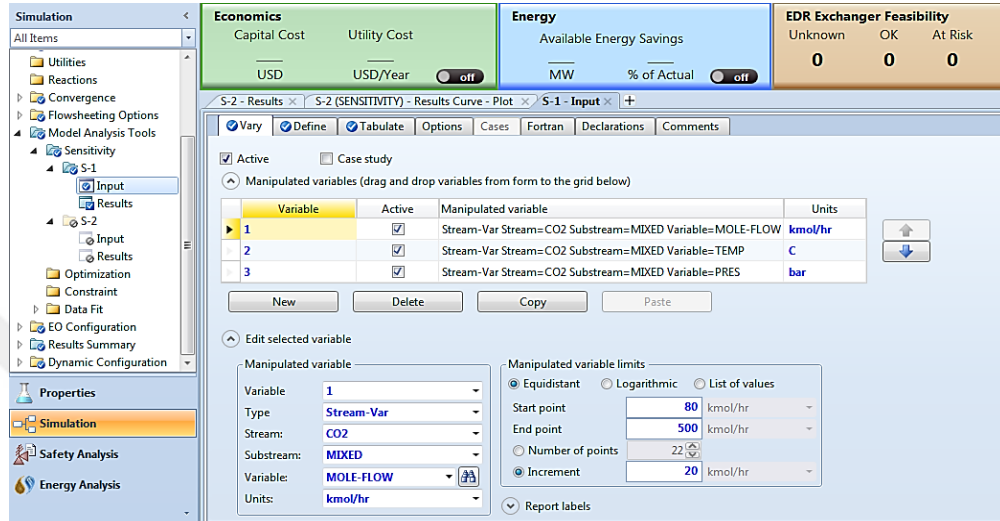 Simulation <
All Items
Utilities
Reactions
Convergence
Flowsheeting Options
Model Analysis Tools
Sensitivity
S-1
Input
Results
S-2
Input
Results
Optimization
Constraint
Data Fit
EO Configuration
Results Summary
Dynamic Configuration
Properties
Simulation
Safety Analysis
Energy Analysis
Economics
Capital Cost Utility Cost
USD USD/Year off
Energy
Available Energy Savings
MW % of Actual off
EDR Exchanger Feasibility
Unknown OK At Risk
0 0 0
S-2 - Results × S-2 (SENSITIVITY) - Results Curve - Plot × S-1 - Input × +
Vary Define Tabulate Options Cases Fortran Declarations Comments
Active Case study
Manipulated variables (drag and drop variables from form to the grid below)
Variable Active Manipulated variable Units
1 Stream-Var Stream=CO2 Substream=MIXED Variable=MOLE-FLOW kmol/hr
2 Stream-Var Stream=CO2 Substream=MIXED Variable=TEMP C
3 Stream-Var Stream=CO2 Substream=MIXED Variable=PRES bar
New Delete Copy Paste
Edit selected variable
Manipulated variable
Variable 1
Type Stream-Var
Stream: CO2
Substream: MIXED
Variable: MOLE-FLOW
Units: kmol/hr
Manipulated variable limits
Equidistant Logarithmic List of values
Start point 80 kmol/hr
End point 500 kmol/hr
Number of points 22
Increment 20 kmol/hr
Report labels